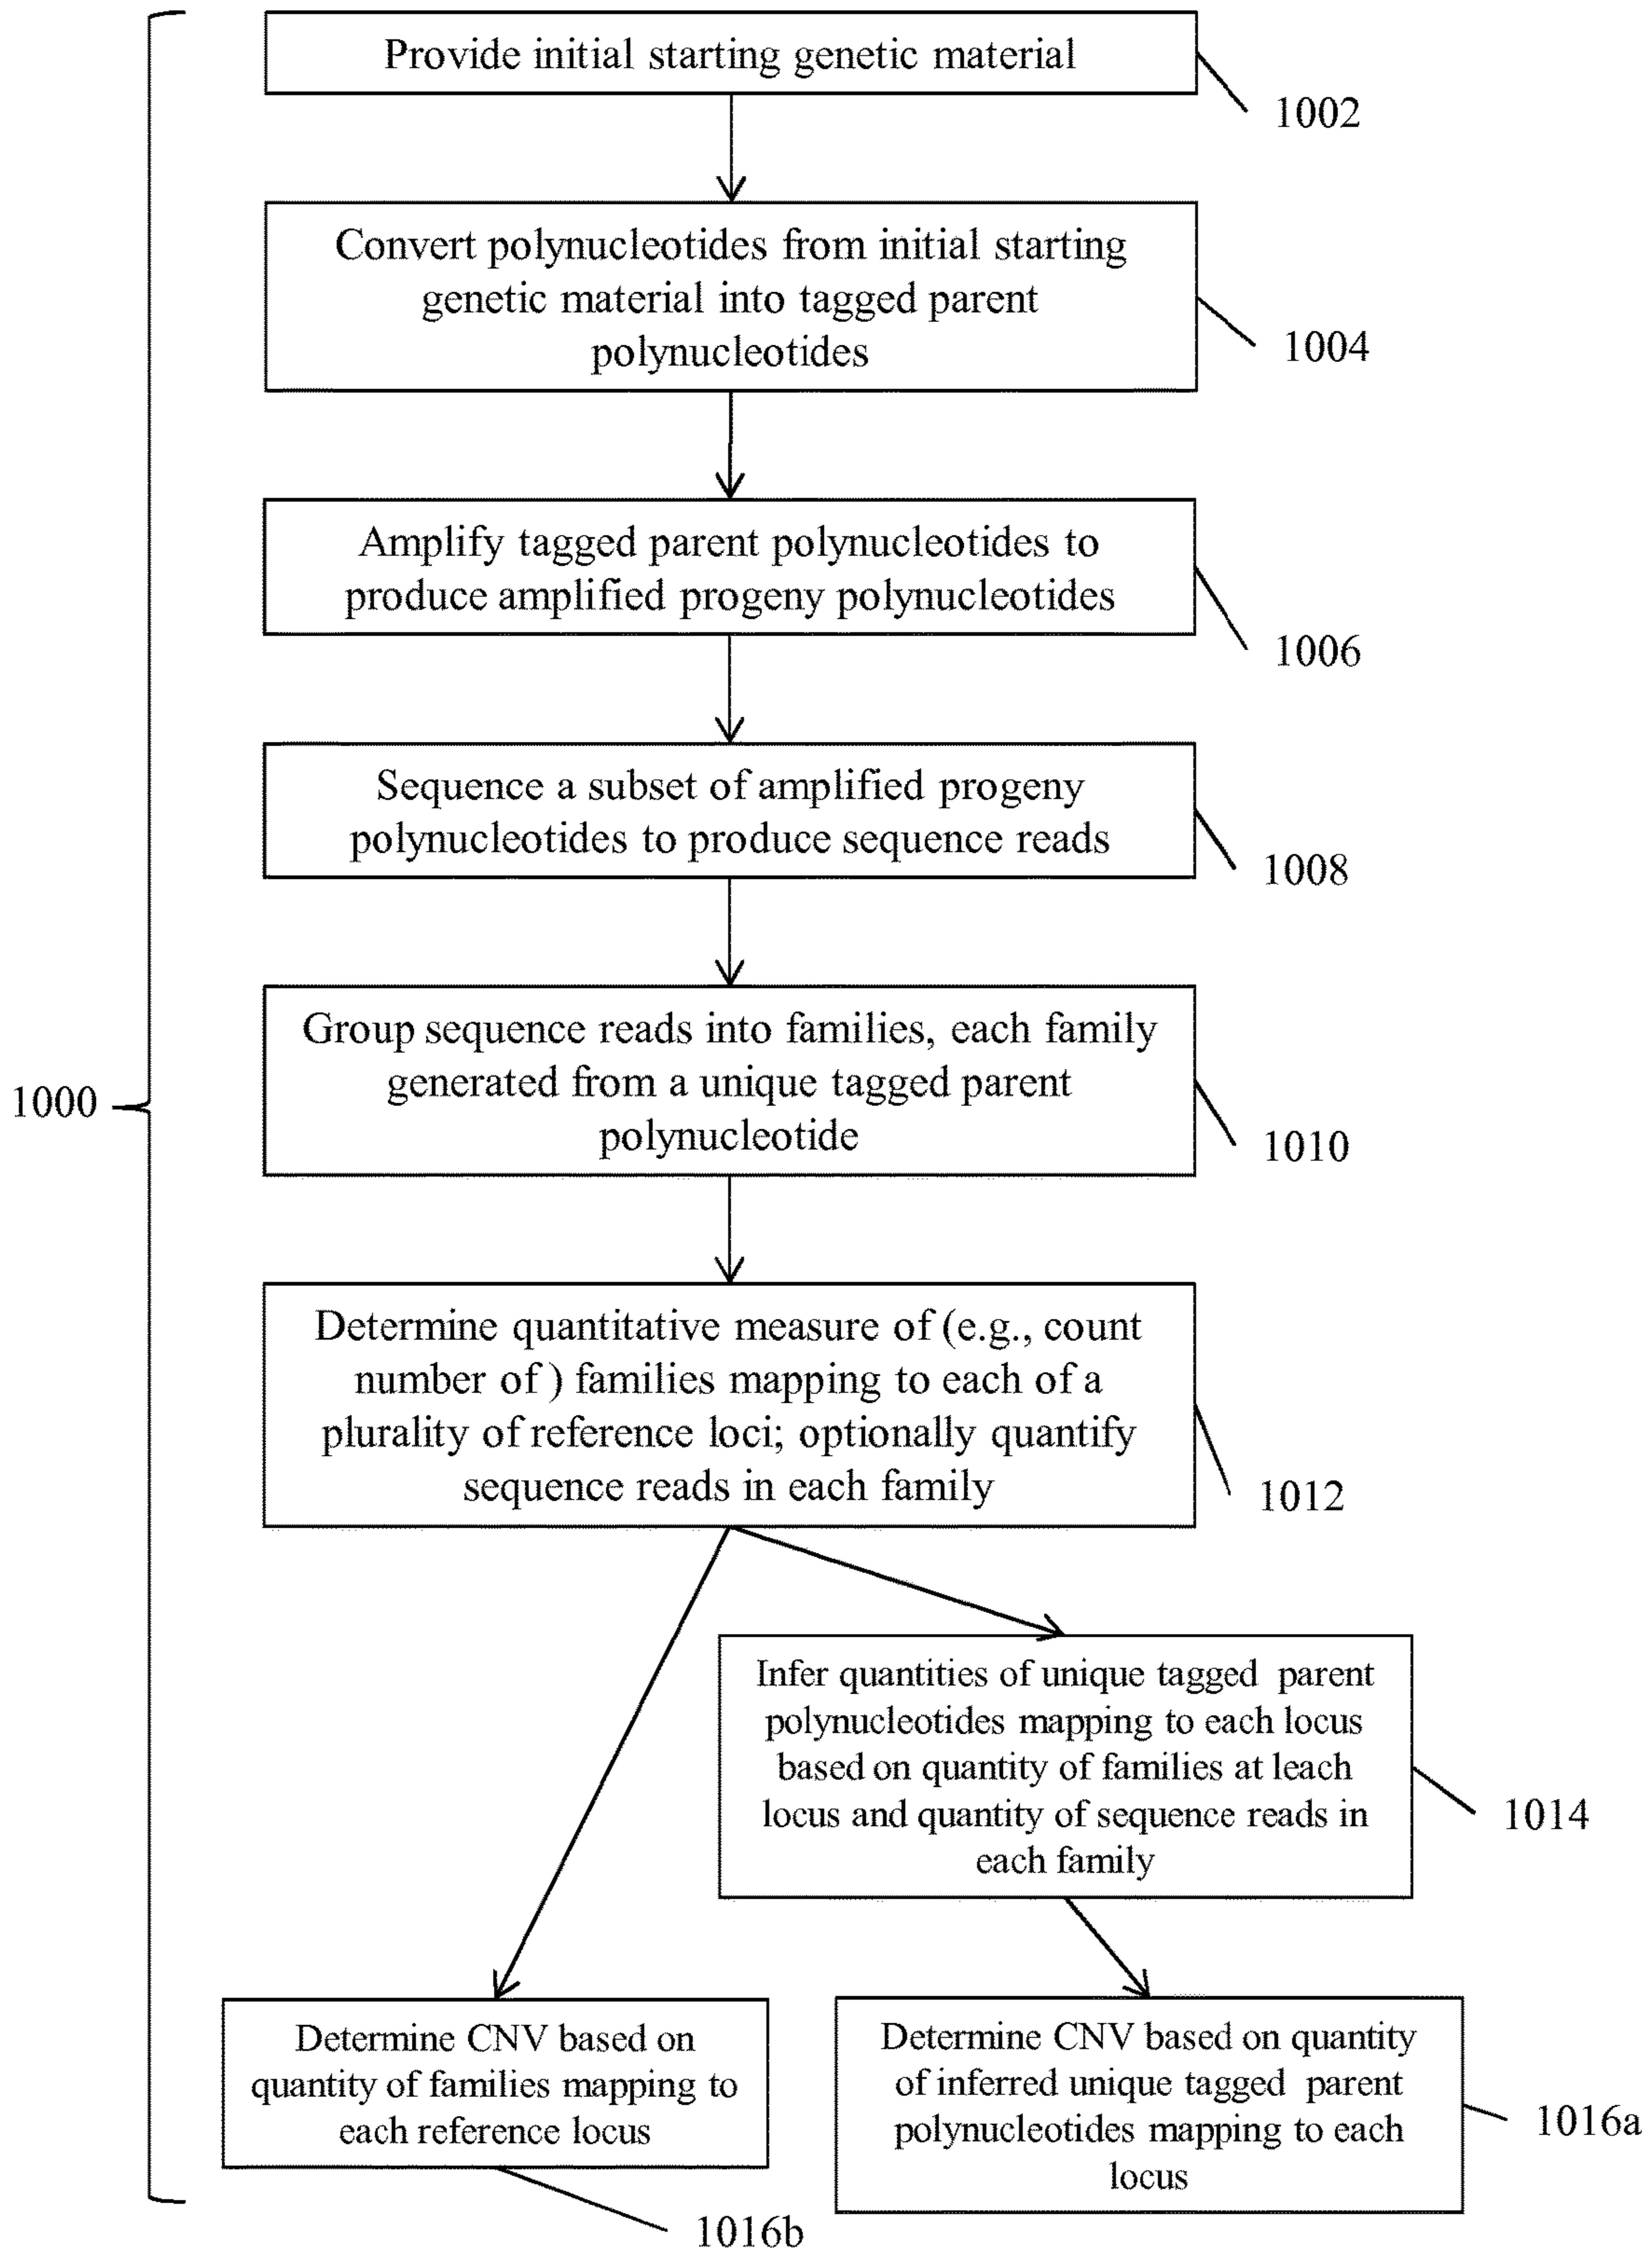 Provide initial starting genetic material
1002
Convert polynucleotides from initial starting
genetic material into tagged parent
polynucleotides
1004
Amplify tagged parent polynucleotides to
produce amplified progeny polynucleotides
1006
Sequence a subset of amplified progeny
polynucleotides to produce sequence reads
1008
Group sequence reads into families, each family
generated from a unique tagged parent
polynucleotide
1010
1000
Determine quantitative measure of (e.g., count
number of ) families mapping to each of a
plurality of reference loci; optionally quantify
sequence reads in each family
1012
Infer quantities of unique tagged parent
polynucleotides mapping to each locus
based on quantity of families at leach
locus and quantity of sequence reads in
each family
1014
Determine CNV based on
quantity of families mapping to
each reference locus
1016b
Determine CNV based on quantity
of inferred unique tagged parent
polynucleotides mapping to each
locus
1016a